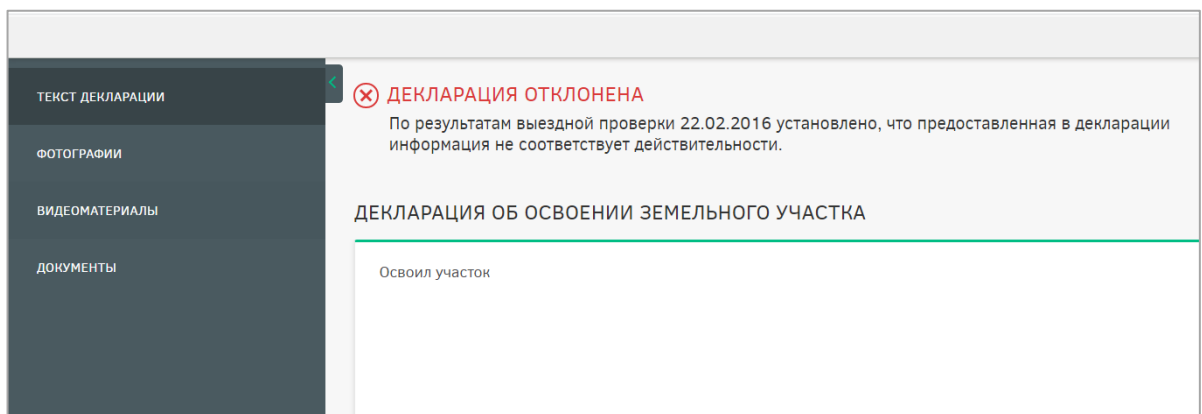 ТЕКСТ ДЕКЛАРАЦИИ
ФОТОГРАФИИ
ВИДЕОМАТЕРИАЛЫ
ДОКУМЕНТЫ
ДЕКЛАРАЦИЯ ОТКЛОНЕНА
По результатам выездной проверки 22.02.2016 установлено, что предоставленная в декларации
информация не соответствует действительности.
ДЕКЛАРАЦИЯ ОБ ОСВОЕНИИ ЗЕМЕЛЬНОГО УЧАСТКА
Освоил участок